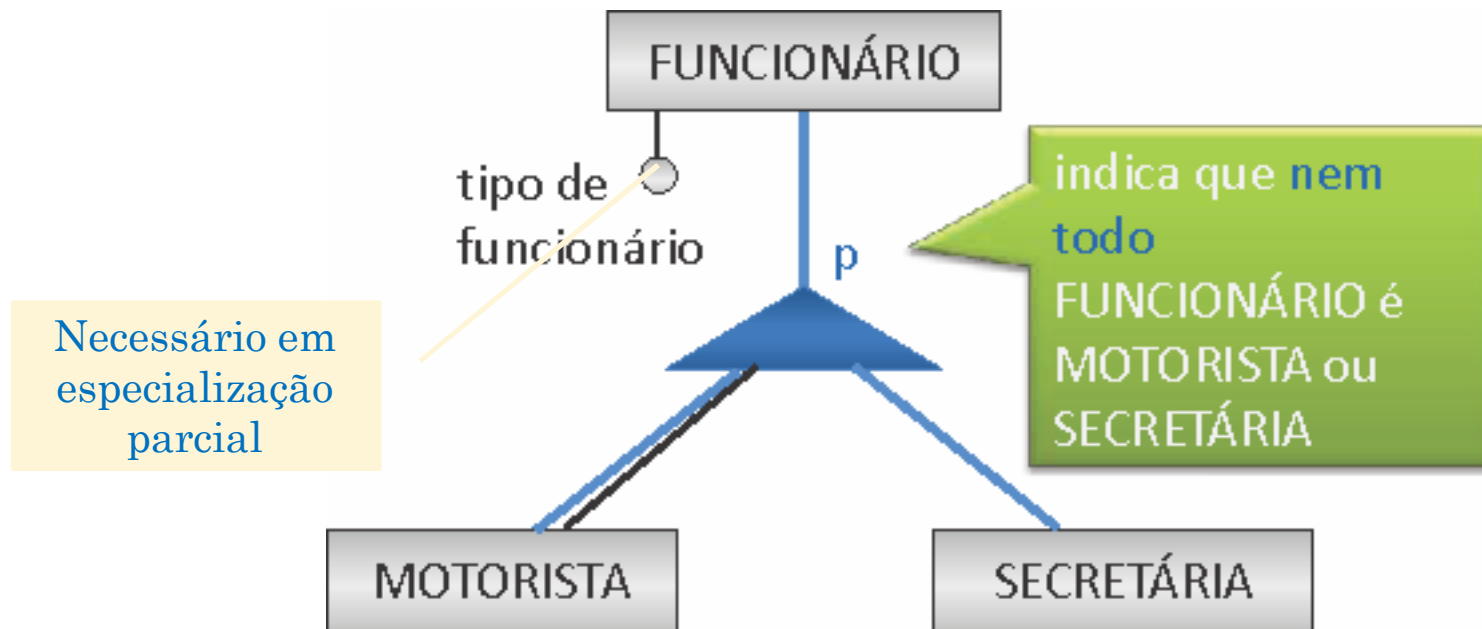 FUNCIONÁRIO
tipo de
funcionário
p
indica que nem
todo
FUNCIONÁRIO é
MOTORISTA ou
SECRETÁRIA
Necessário em
especialização
parcial
MOTORISTA
SECRETÁRIA